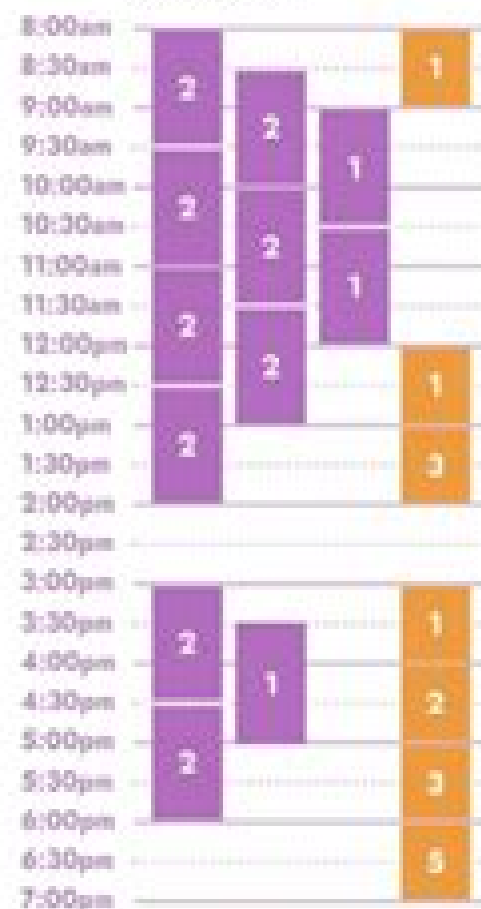 8:00am
8:30am 1
2
9:00am
2
9:30am
1
10:00am
2
10:30am
2
11:00am
1
11:30am
2
12:00pm
2
12:30pm 1
1:00pm
2
1:30pm 3
2:00pm
2:30pm
3:00pm
3:30pm 1
2
4:00pm
1
4:30pm 2
5:00pm
2
5:30pm 3
6:00pm
6:30pm 5
7:00pm